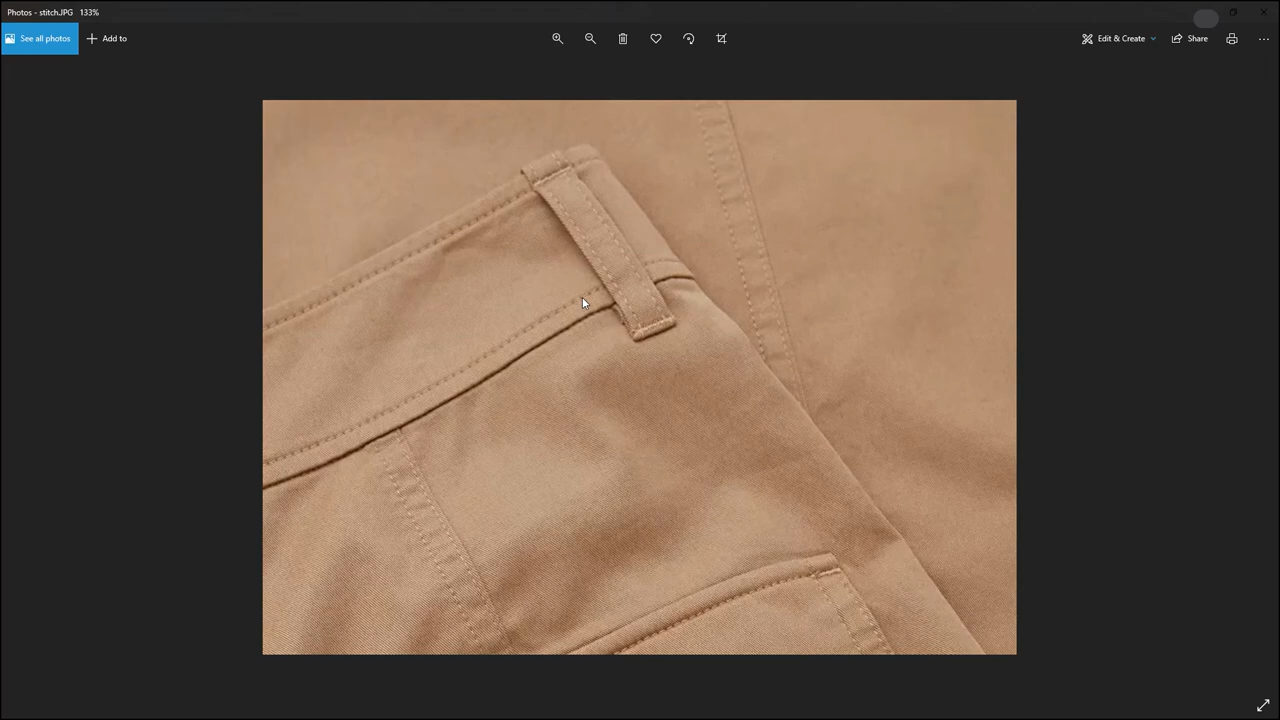 Photos - stitch.JPG 133%
See all photos
Add to
Edit & Create
Share